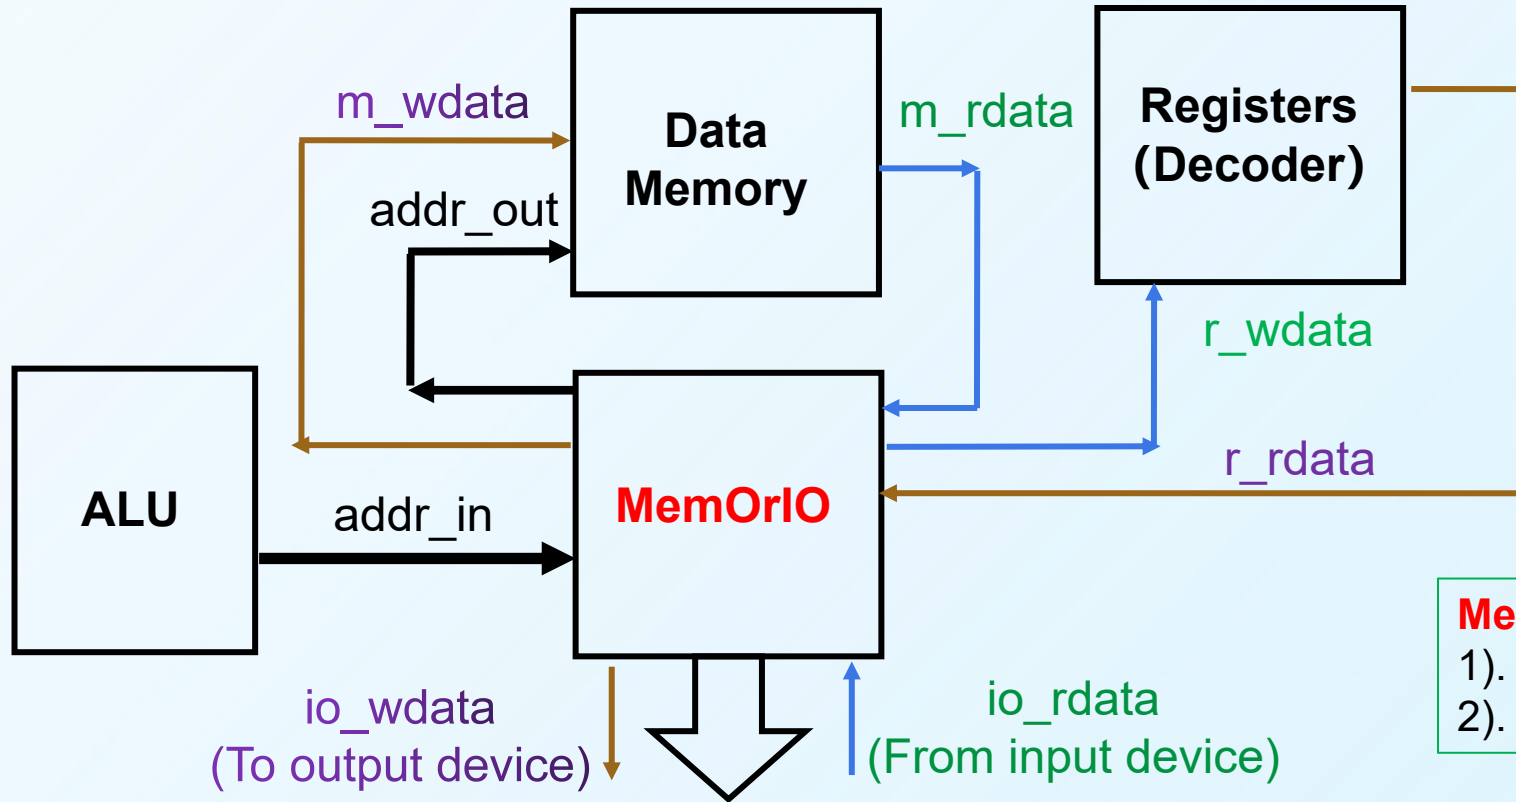 m_wdata
Data
Memory
m_rdata
Registers
(Decoder)
addr_out
r_wdata
ALU
addr_in
MemOrIO
r_rdata
io_wdata
(To output device)
io_rdata
(From input device)
Me
1).
2).